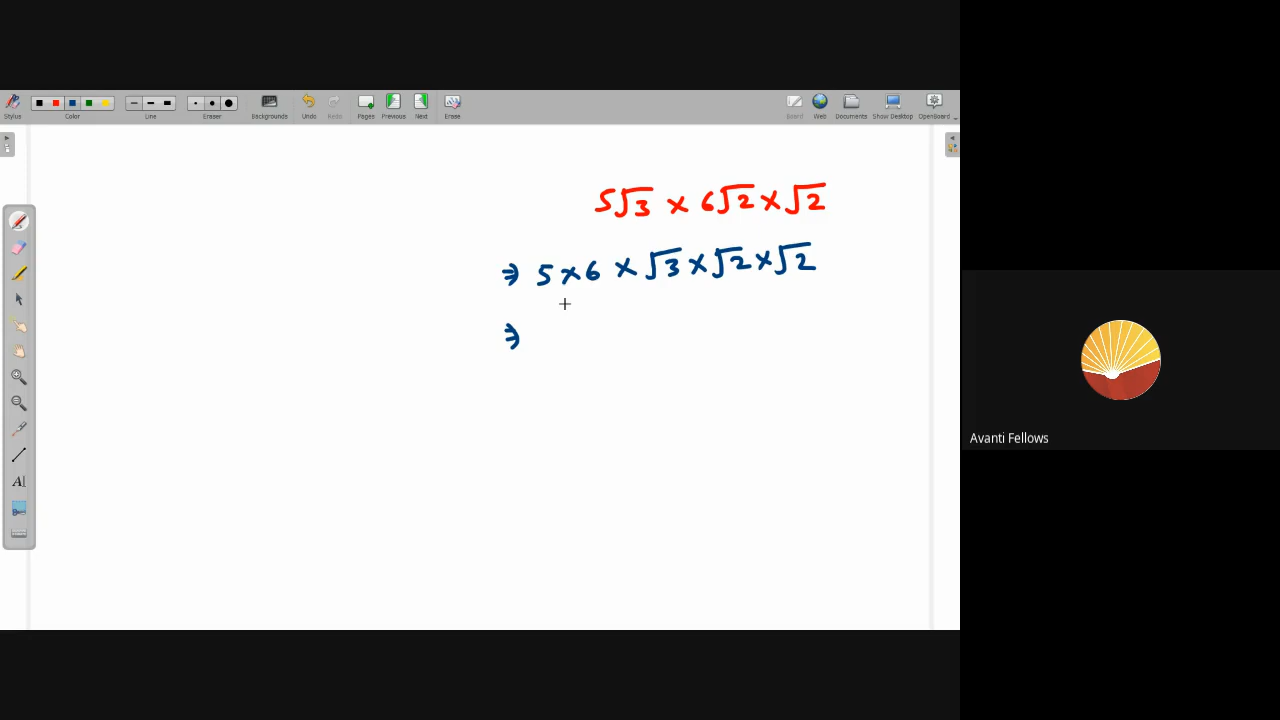 Stylus Color Line Eraser Backgrounds Undo Redo Pages Previous Next Erase Board Web Documents Show Desktop OpenBoard
5√3 × 6√2 × √2
⇒ 5 × 6 × √3 × √2 × √2
⇒
Avanti Fellows